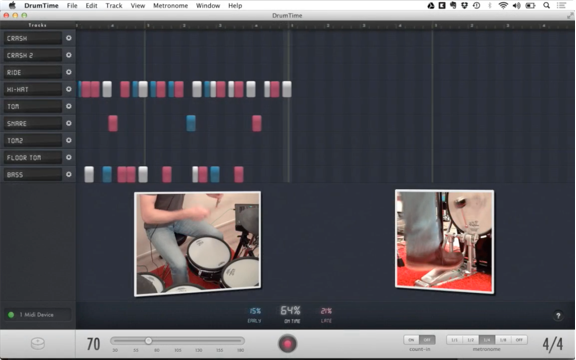 DrumTime File Edit Track View Metronome Window Help
DrumTime
Tracks
CRASH
CRASH 2
RIDE
HI-HAT
TOM
SNARE
TOM2
FLOOR TOM
BASS
15% 64% 21%
EARLY ON TIME LATE
1 Midi Device
?
70
ON OFF
1/1 1/2 1/4 1/8 OFF
count-in metronome
4/4